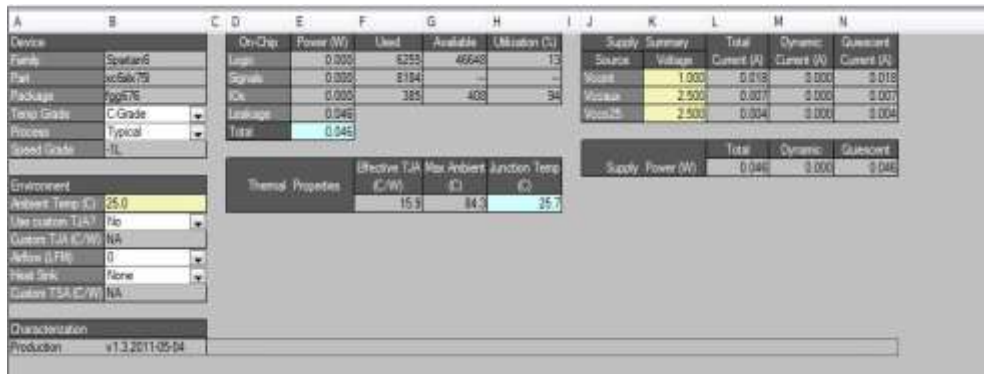 A B C D E F G H I J K L M N
Device
Family Spartan6
Part xc6slx75
Package fgg676
Temp Grade C-Grade
Process Typical
Speed Grade -1L
Environment
Ambient Temp (C) 25.0
Use custom TJA? No
Custom TJA (C/W) NA
Airflow (LFM) 0
Heat Sink None
Custom TSA (C/W) NA
Characterization
Production v1.3,2011-05-04
On-Chip Power (W) Used Available Utilization (%)
Logic 0.000 6255 46648 13
Signals 0.000 8184 --- ---
IOs 0.000 385 408 94
Leakage 0.046
Total 0.046
Effective TJA Max Ambient Junction Temp
Thermal Properties (C/W) (C) (C)
15.9 84.3 25.7
Supply Summary Total Dynamic Quiescent
Source Voltage Current (A) Current (A) Current (A)
Vccint 1.000 0.018 0.000 0.018
Vccaux 2.500 0.007 0.000 0.007
Vcco25 2.500 0.004 0.000 0.004
Total Dynamic Quiescent
Supply Power (W) 0.046 0.000 0.046